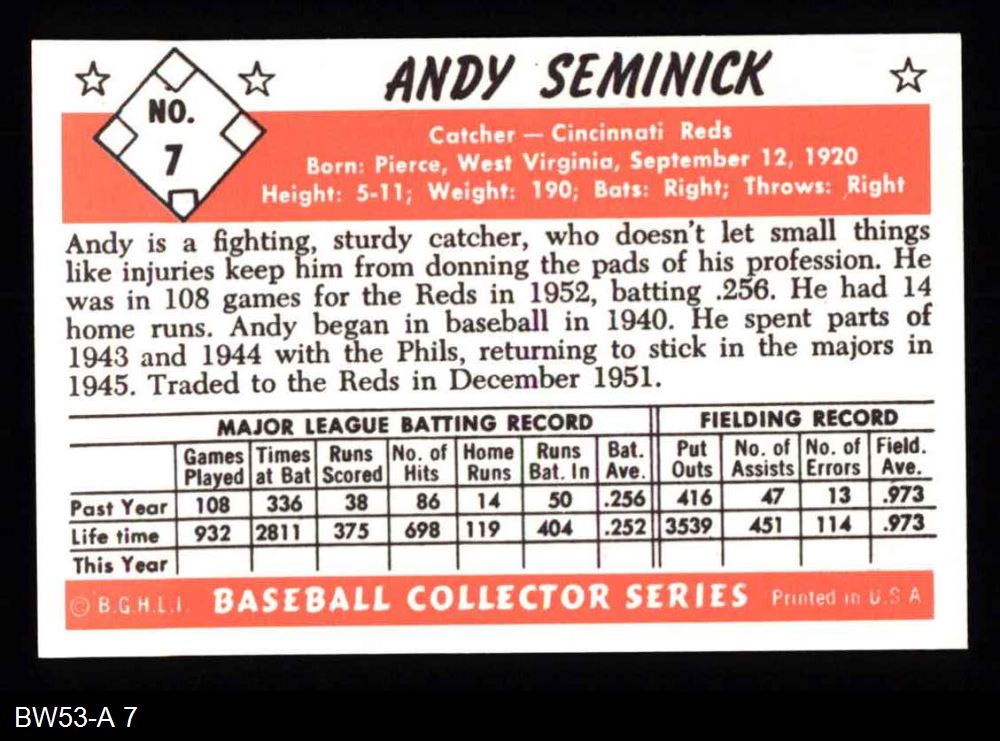 NO.
7
ANDY SEMINICK
Catcher — Cincinnati Reds
Born: Pierce, West Virginia, September 12, 1920
Height: 5-11; Weight: 190; Bats: Right; Throws: Right
Andy is a fighting, sturdy catcher, who doesn't let small things
like injuries keep him from donning the pads of his profession. He
was in 108 games for the Reds in 1952, batting .256. He had 14
home runs. Andy began in baseball in 1940. He spent parts of
1943 and 1944 with the Phils, returning to stick in the majors in
1945. Traded to the Reds in December 1951.
MAJOR LEAGUE BATTING RECORD FIELDING RECORD
Games Times Runs No. of Home Runs Bat. Put No. of No. of Field.
Played at Bat Scored Hits Runs Bat. In Ave. Outs Assists Errors Ave.
Past Year 108 336 38 86 14 50 .256 416 47 13 .973
Life time 932 2811 375 698 119 404 .252 3539 451 114 .973
This Year
© B.G.H.L.I. BASEBALL COLLECTOR SERIES Printed in U.S.A
BW53-A 7